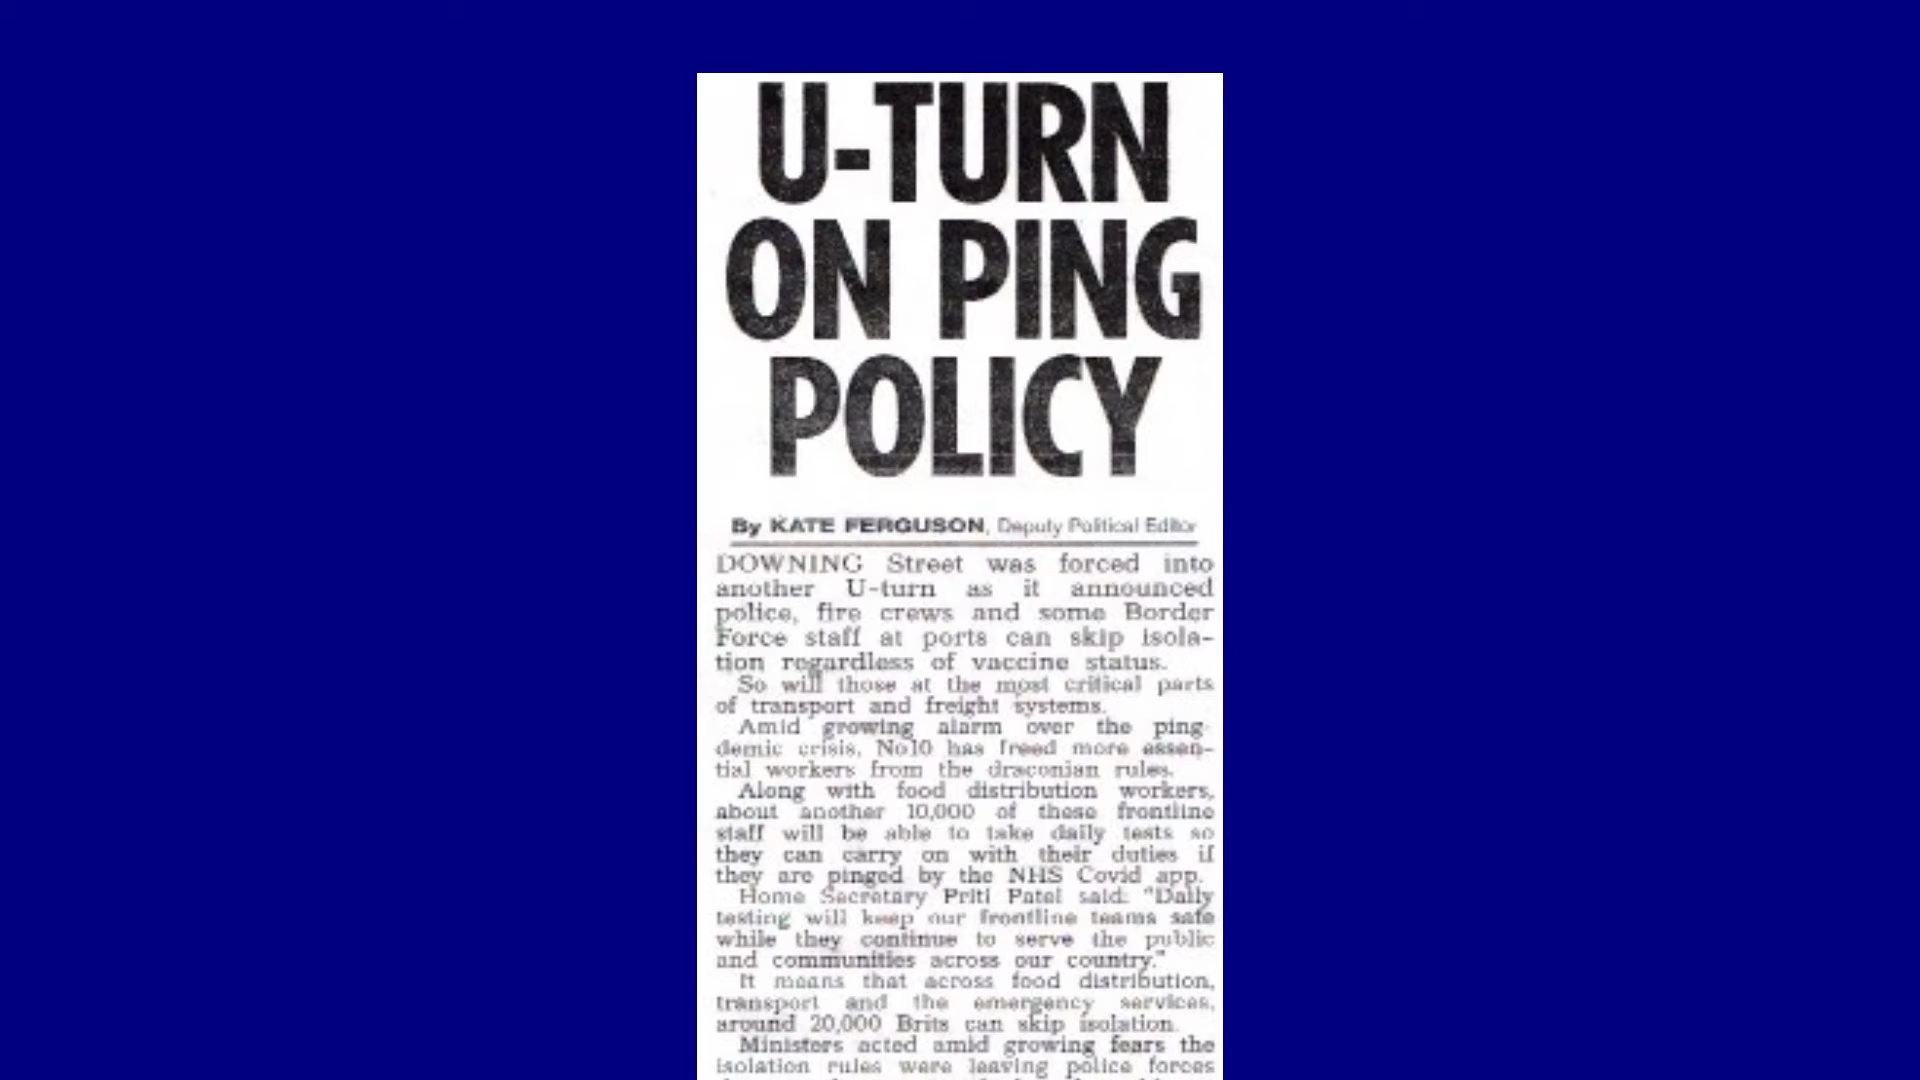 U-TURN
ON PING
POLICY
By KATE FERGUSON, Deputy Political Editor
DOWNING Street was forced into
another U-turn as it announced
police, fire crews and some Border
Force staff at ports can skip isola-
tion regardless of vaccine status.
So will those at the most critical parts
of transport and freight systems.
Amid growing alarm over the ping-
demic crisis, No10 has freed more essen-
tial workers from the draconian rules.
Along with food distribution workers,
about another 10,000 of these frontline
staff will be able to take daily tests so
they can carry on with their duties if
they are pinged by the NHS Covid app.
Home Secretary Priti Patel said: "Daily
testing will keep our frontline teams safe
while they continue to serve the public
and communities across our country."
It means that across food distribution,
transport and the emergency services,
around 20,000 Brits can skip isolation.
Ministers acted amid growing fears the
isolation rules were leaving police forces